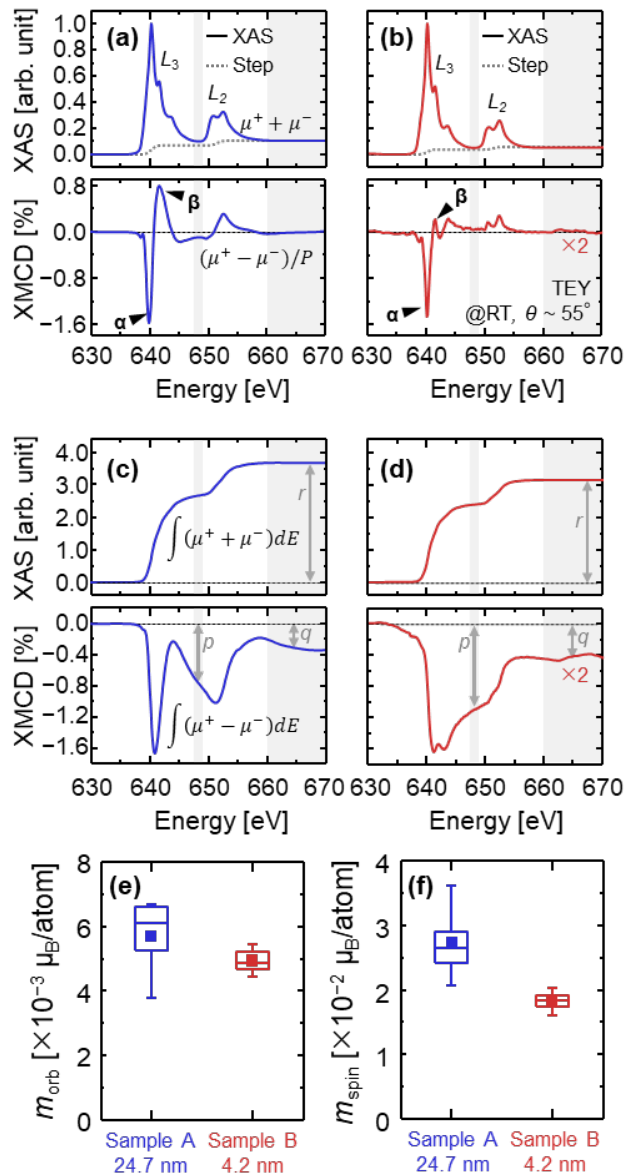 (a)
XAS
Step
L3
L2
μ⁺ + μ⁻
XAS [arb. unit]
1.0
0.8
0.6
0.4
0.2
0.0
(b)
XAS
Step
L3
L2
XMCD [%]
0.8
0.0
−0.8
−1.6
β
(μ⁺ − μ⁻)/P
α
β
×2
TEY
@RT, θ ~ 55°
α
630 640 650 660 670
Energy [eV]
630 640 650 660 670
Energy [eV]
(c)
XAS [arb. unit]
4.0
3.0
2.0
1.0
0.0
r
∫(μ⁺ + μ⁻)dE
(d)
r
XMCD [%]
0.0
−0.4
−0.8
−1.2
−1.6
p
q
∫(μ⁺ − μ⁻)dE
p
q
×2
630 640 650 660 670
Energy [eV]
630 640 650 660 670
Energy [eV]
(e)
m_orb [×10⁻³ μB/atom]
8
6
4
2
0
Sample A
24.7 nm
Sample B
4.2 nm
(f)
m_spin [×10⁻² μB/atom]
4
3
2
1
0
Sample A
24.7 nm
Sample B
4.2 nm